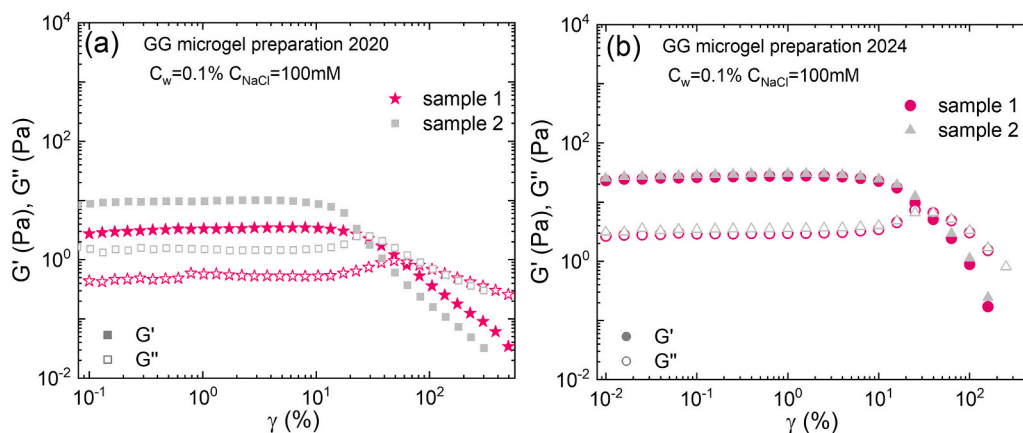 (a) GG microgel preparation 2020
C_w=0.1% C_NaCl=100mM
sample 1
sample 2
G'
G''
G' (Pa), G'' (Pa)
10^4
10^2
10^0
10^-2
10^-1 10^0 10^1 10^2
γ (%)
(b) GG microgel preparation 2024
C_w=0.1% C_NaCl=100mM
sample 1
sample 2
G'
G''
G' (Pa), G'' (Pa)
10^4
10^2
10^0
10^-2
10^-2 10^-1 10^0 10^1 10^2
γ (%)